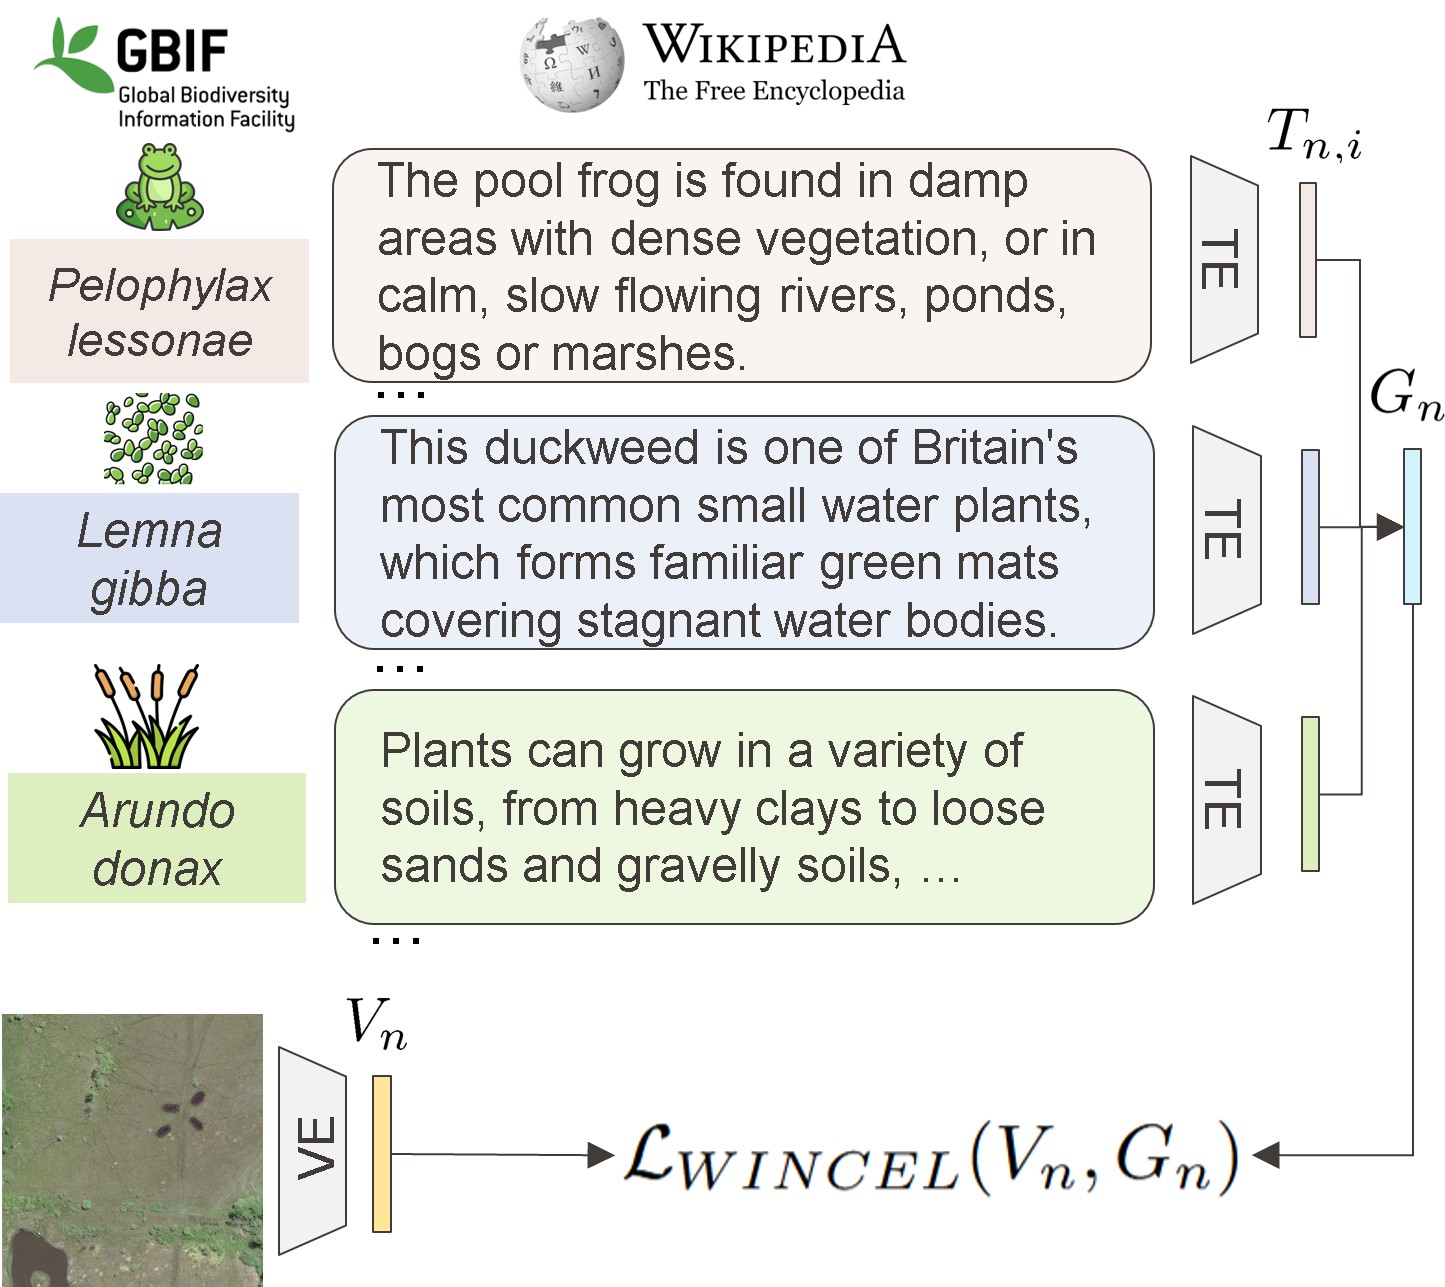 GBIF
Global Biodiversity
Information Facility
WIKIPEDIA
The Free Encyclopedia
T_{n,i}
Pelophylax
lessonae
The pool frog is found in damp
areas with dense vegetation, or in
calm, slow flowing rivers, ponds,
bogs or marshes.
...
TE
G_n
Lemna
gibba
This duckweed is one of Britain's
most common small water plants,
which forms familiar green mats
covering stagnant water bodies.
...
TE
Arundo
donax
Plants can grow in a variety of
soils, from heavy clays to loose
sands and gravelly soils, …
...
TE
V_n
VE
\mathcal{L}_{WINCEL}(V_n, G_n)